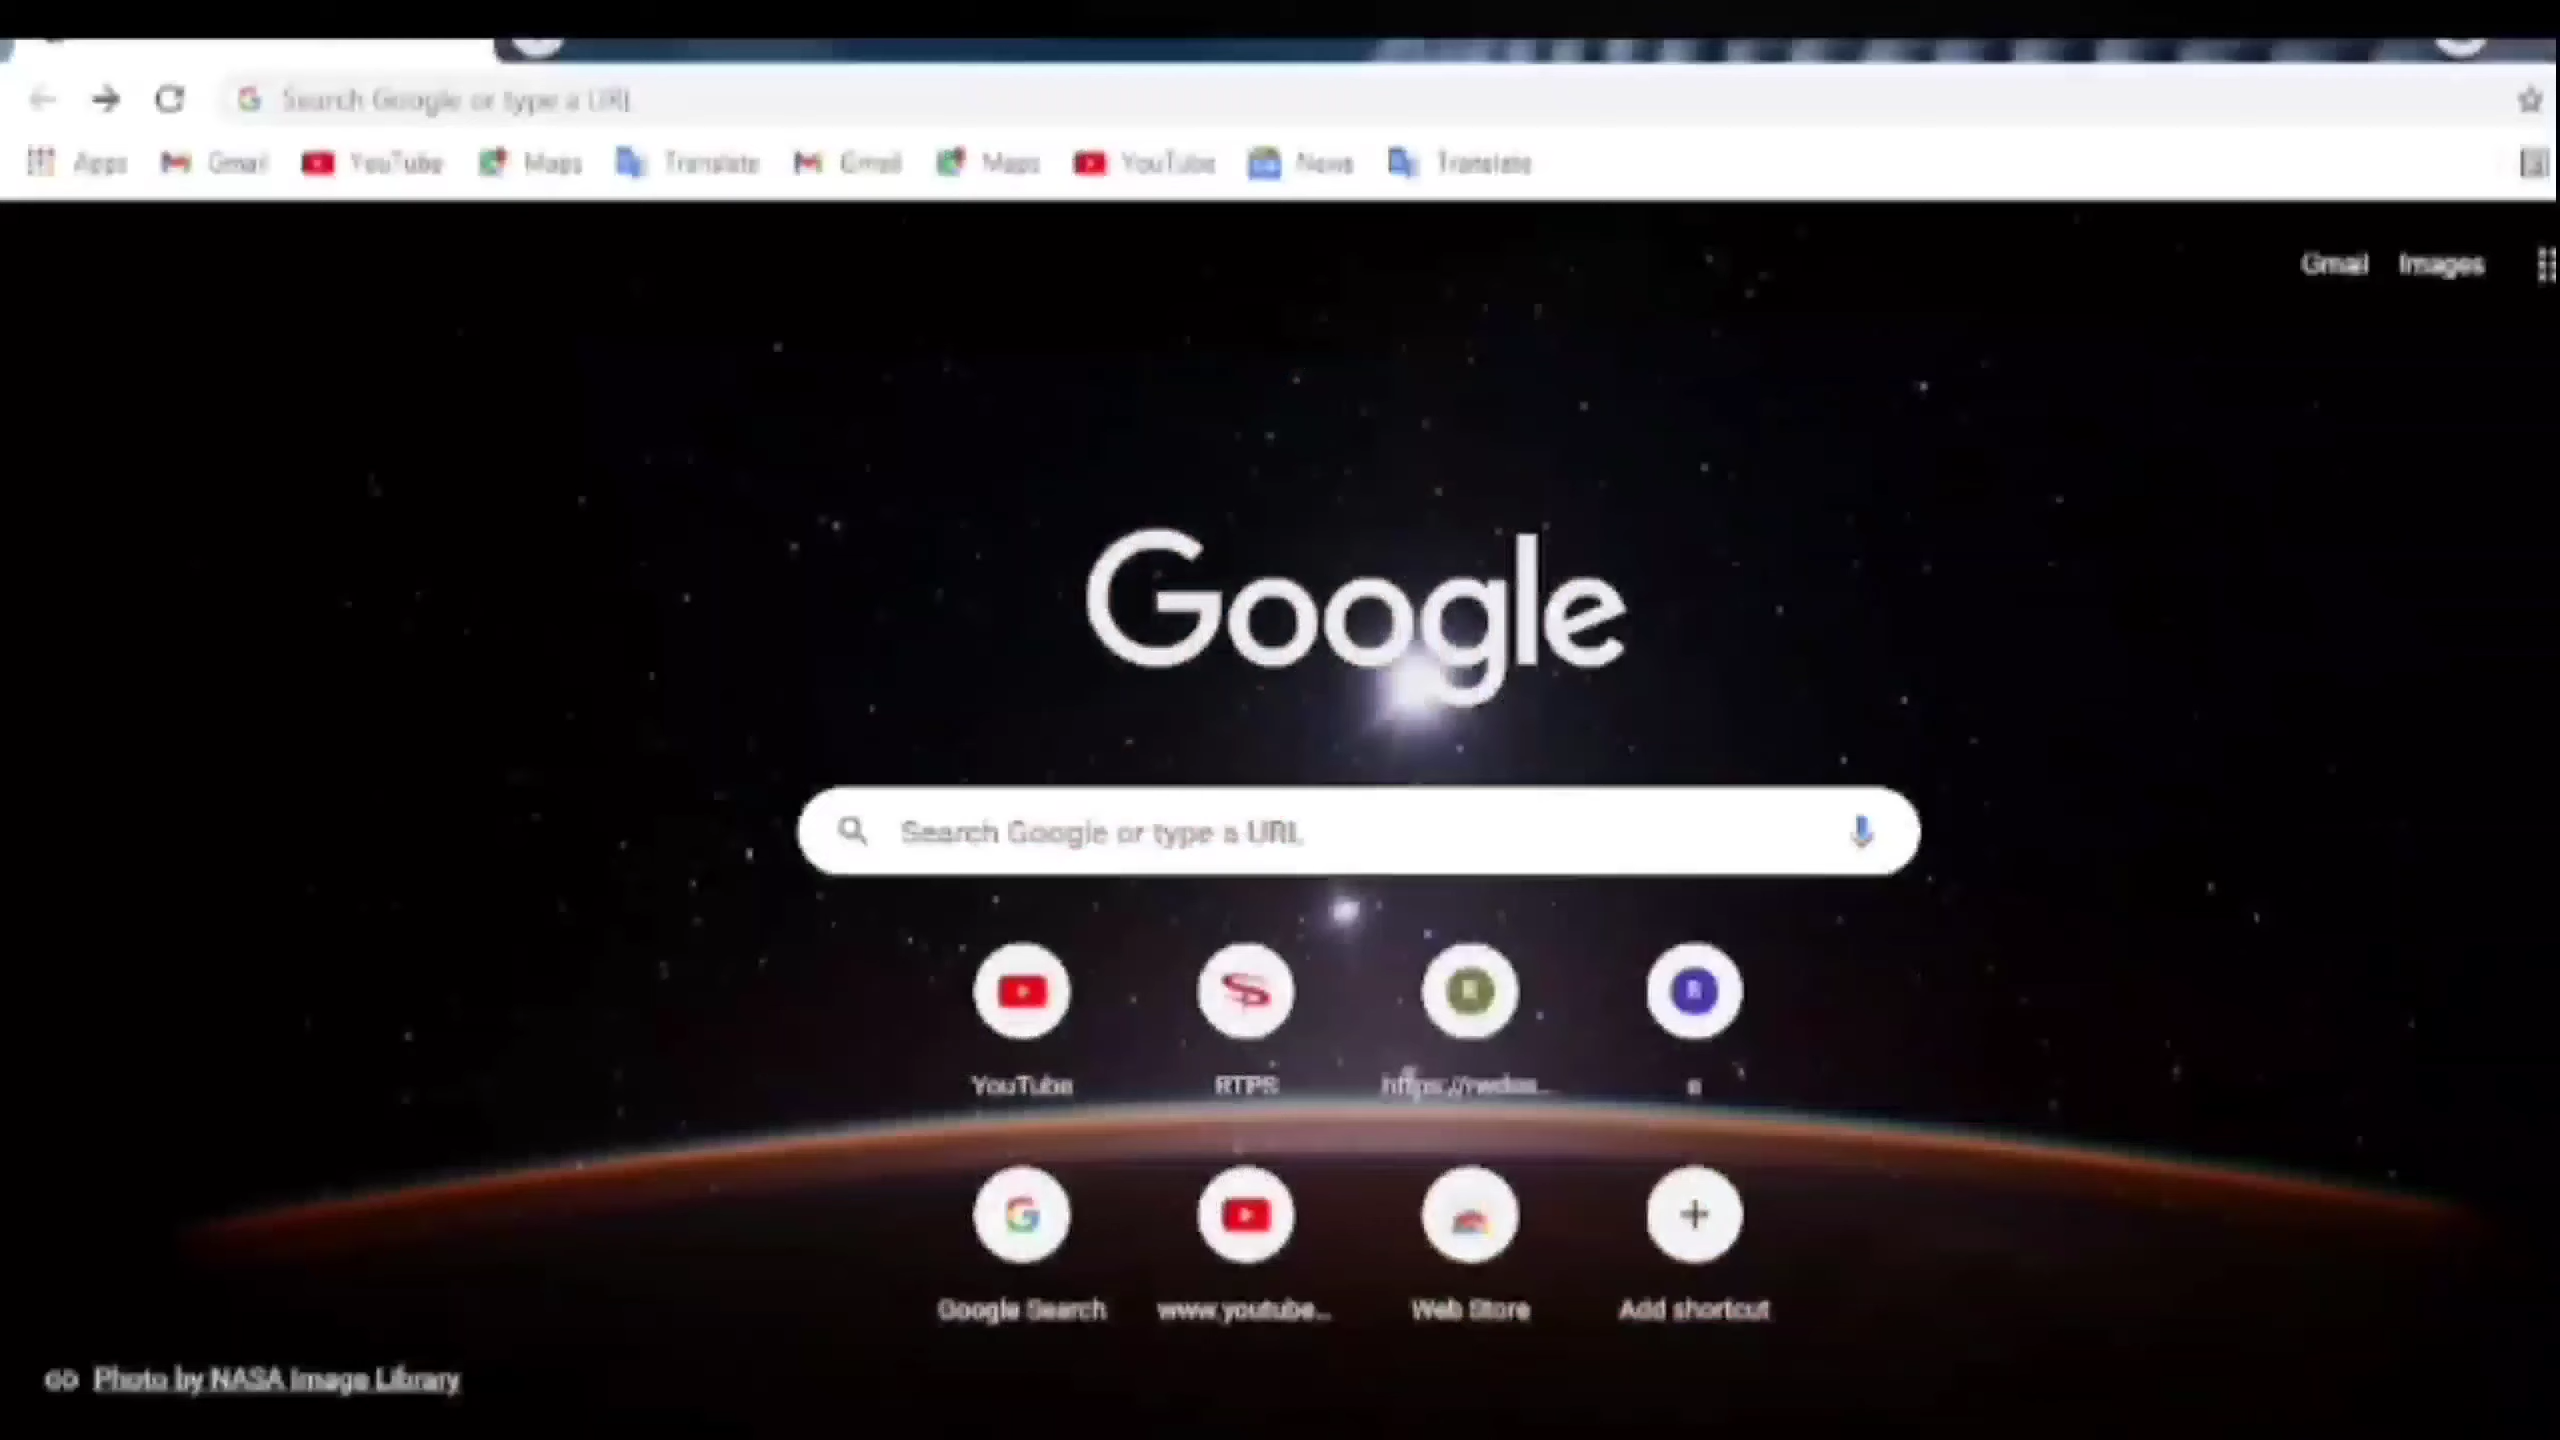 Search Google or type a URL
Apps Gmail YouTube Maps Translate Gmail Maps YouTube News Translate
Gmail Images
Google
Search Google or type a URL
YouTube RTPS
Google Search www.youtube... Web Store Add shortcut
Photo by NASA Image Library